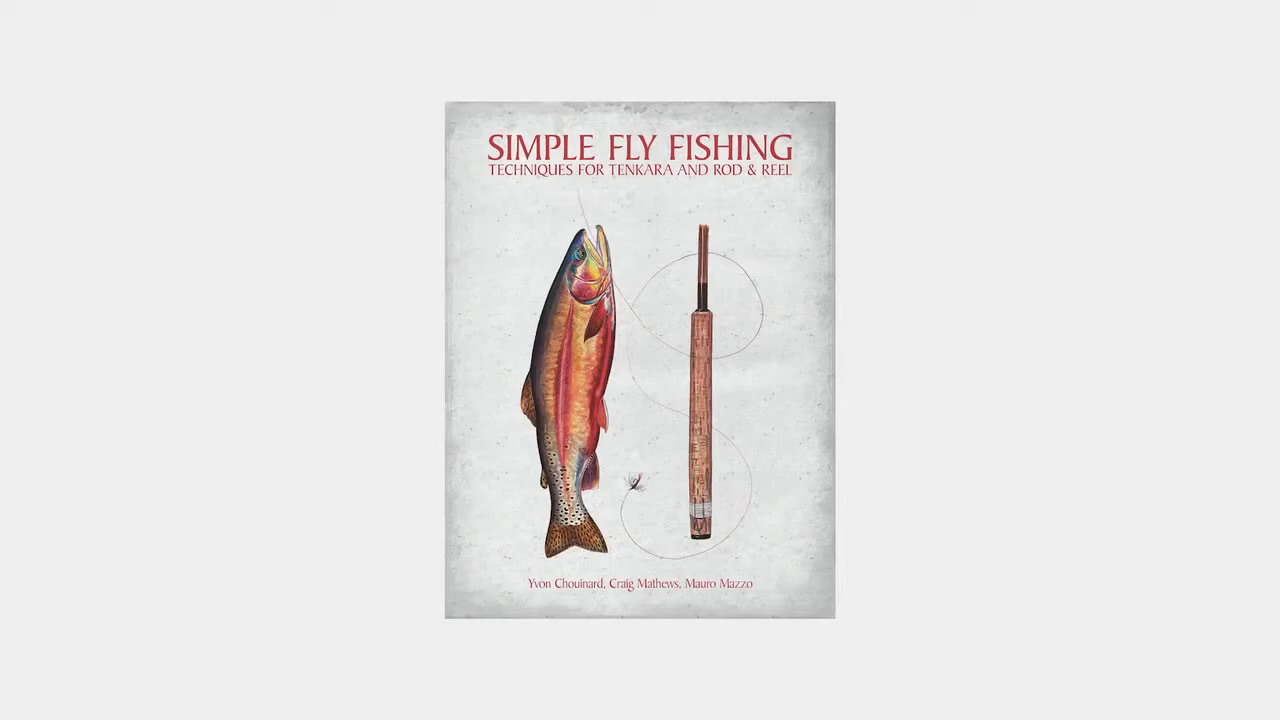 SIMPLE FLY FISHING
TECHNIQUES FOR TENKARA AND ROD & REEL
Yvon Chouinard, Craig Mathews, Mauro Mazzo